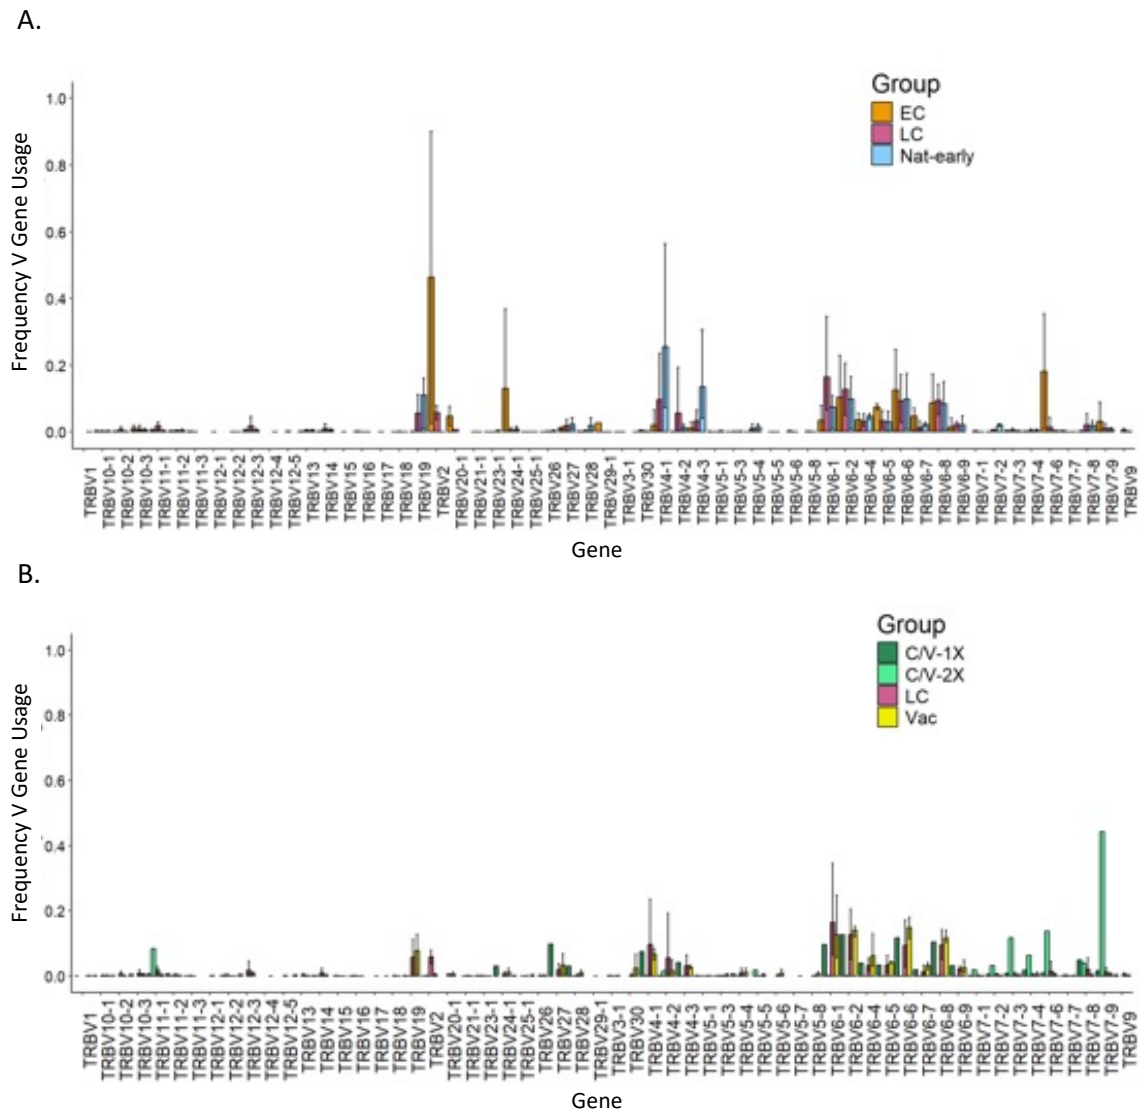 A.
Group
EC
LC
Nat-early
Frequency V Gene Usage
1.0
0.8
0.6
0.4
0.2
0.0
TRBV1
TRBV10-1
TRBV10-2
TRBV10-3
TRBV11-1
TRBV11-2
TRBV11-3
TRBV12-1
TRBV12-2
TRBV12-3
TRBV12-4
TRBV12-5
TRBV13
TRBV14
TRBV15
TRBV16
TRBV17
TRBV18
TRBV19
TRBV2
TRBV20-1
TRBV21-1
TRBV23-1
TRBV24-1
TRBV25-1
TRBV26
TRBV27
TRBV28
TRBV29-1
TRBV3-1
TRBV30
TRBV4-1
TRBV4-2
TRBV4-3
TRBV5-1
TRBV5-3
TRBV5-4
TRBV5-5
TRBV5-6
TRBV5-8
TRBV6-1
TRBV6-2
TRBV6-4
TRBV6-5
TRBV6-6
TRBV6-7
TRBV6-8
TRBV6-9
TRBV7-1
TRBV7-2
TRBV7-3
TRBV7-4
TRBV7-6
TRBV7-7
TRBV7-8
TRBV7-9
TRBV9
Gene
B.
Group
C/V-1X
C/V-2X
LC
Vac
Frequency V Gene Usage
1.0
0.8
0.6
0.4
0.2
0.0
TRBV1
TRBV10-1
TRBV10-2
TRBV10-3
TRBV11-1
TRBV11-2
TRBV11-3
TRBV12-1
TRBV12-2
TRBV12-3
TRBV12-4
TRBV12-5
TRBV13
TRBV14
TRBV15
TRBV16
TRBV17
TRBV18
TRBV19
TRBV2
TRBV20-1
TRBV21-1
TRBV23-1
TRBV24-1
TRBV25-1
TRBV26
TRBV27
TRBV28
TRBV29-1
TRBV3-1
TRBV30
TRBV4-1
TRBV4-2
TRBV4-3
TRBV5-1
TRBV5-3
TRBV5-4
TRBV5-5
TRBV5-6
TRBV5-7
TRBV5-8
TRBV6-1
TRBV6-2
TRBV6-4
TRBV6-5
TRBV6-6
TRBV6-7
TRBV6-8
TRBV6-9
TRBV7-1
TRBV7-2
TRBV7-3
TRBV7-4
TRBV7-6
TRBV7-7
TRBV7-8
TRBV7-9
TRBV9
Gene